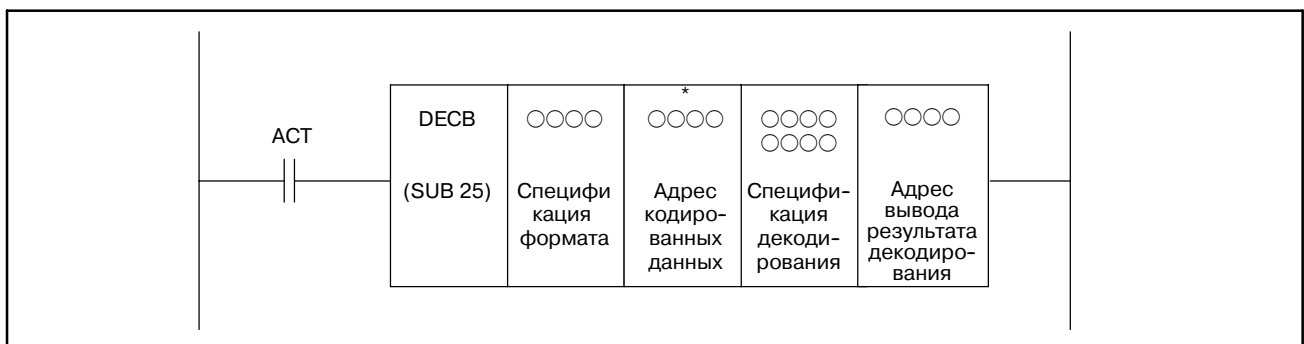 ACT
DECB
(SUB 25)
○○○○
Специфи
кация
формата
*
○○○○
Адрес
кодиро-
ванных
данных
○○○○
○○○○
Специфи-
кация
декоди-
рования
○○○○
Адрес
вывода
результата
декодиро-
вания